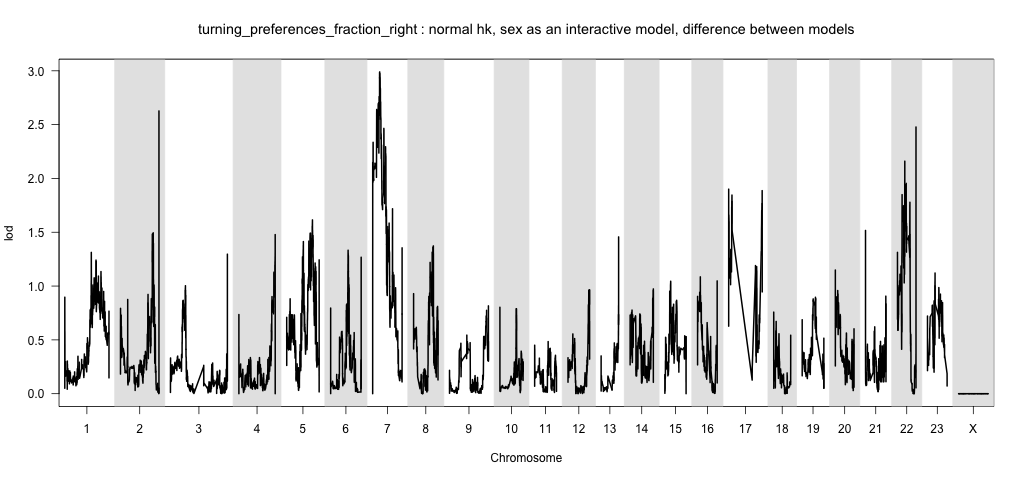 turning_preferences_fraction_right : normal hk, sex as an interactive model, difference between models
3.0
2.5
2.0
1.5
1.0
0.5
0.0
lod
1 2 3 4 5 6 7 8 9 10 11 12 13 14 15 16 17 18 19 20 21 22 23 X
Chromosome